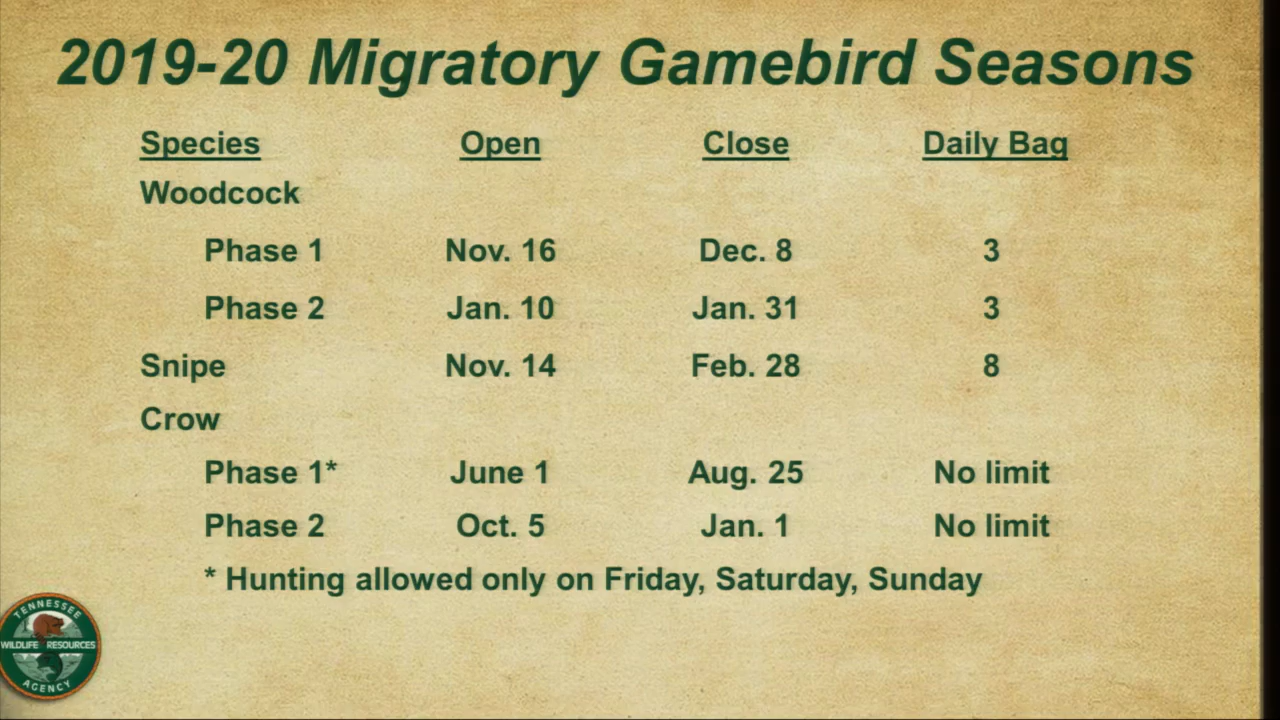 2019-20 Migratory Gamebird Seasons
Species Open Close Daily Bag
Woodcock
Phase 1 Nov. 16 Dec. 8 3
Phase 2 Jan. 10 Jan. 31 3
Snipe Nov. 14 Feb. 28 8
Crow
Phase 1* June 1 Aug. 25 No limit
Phase 2 Oct. 5 Jan. 1 No limit
* Hunting allowed only on Friday, Saturday, Sunday
TENNESSEE
WILDLIFE RESOURCES
AGENCY